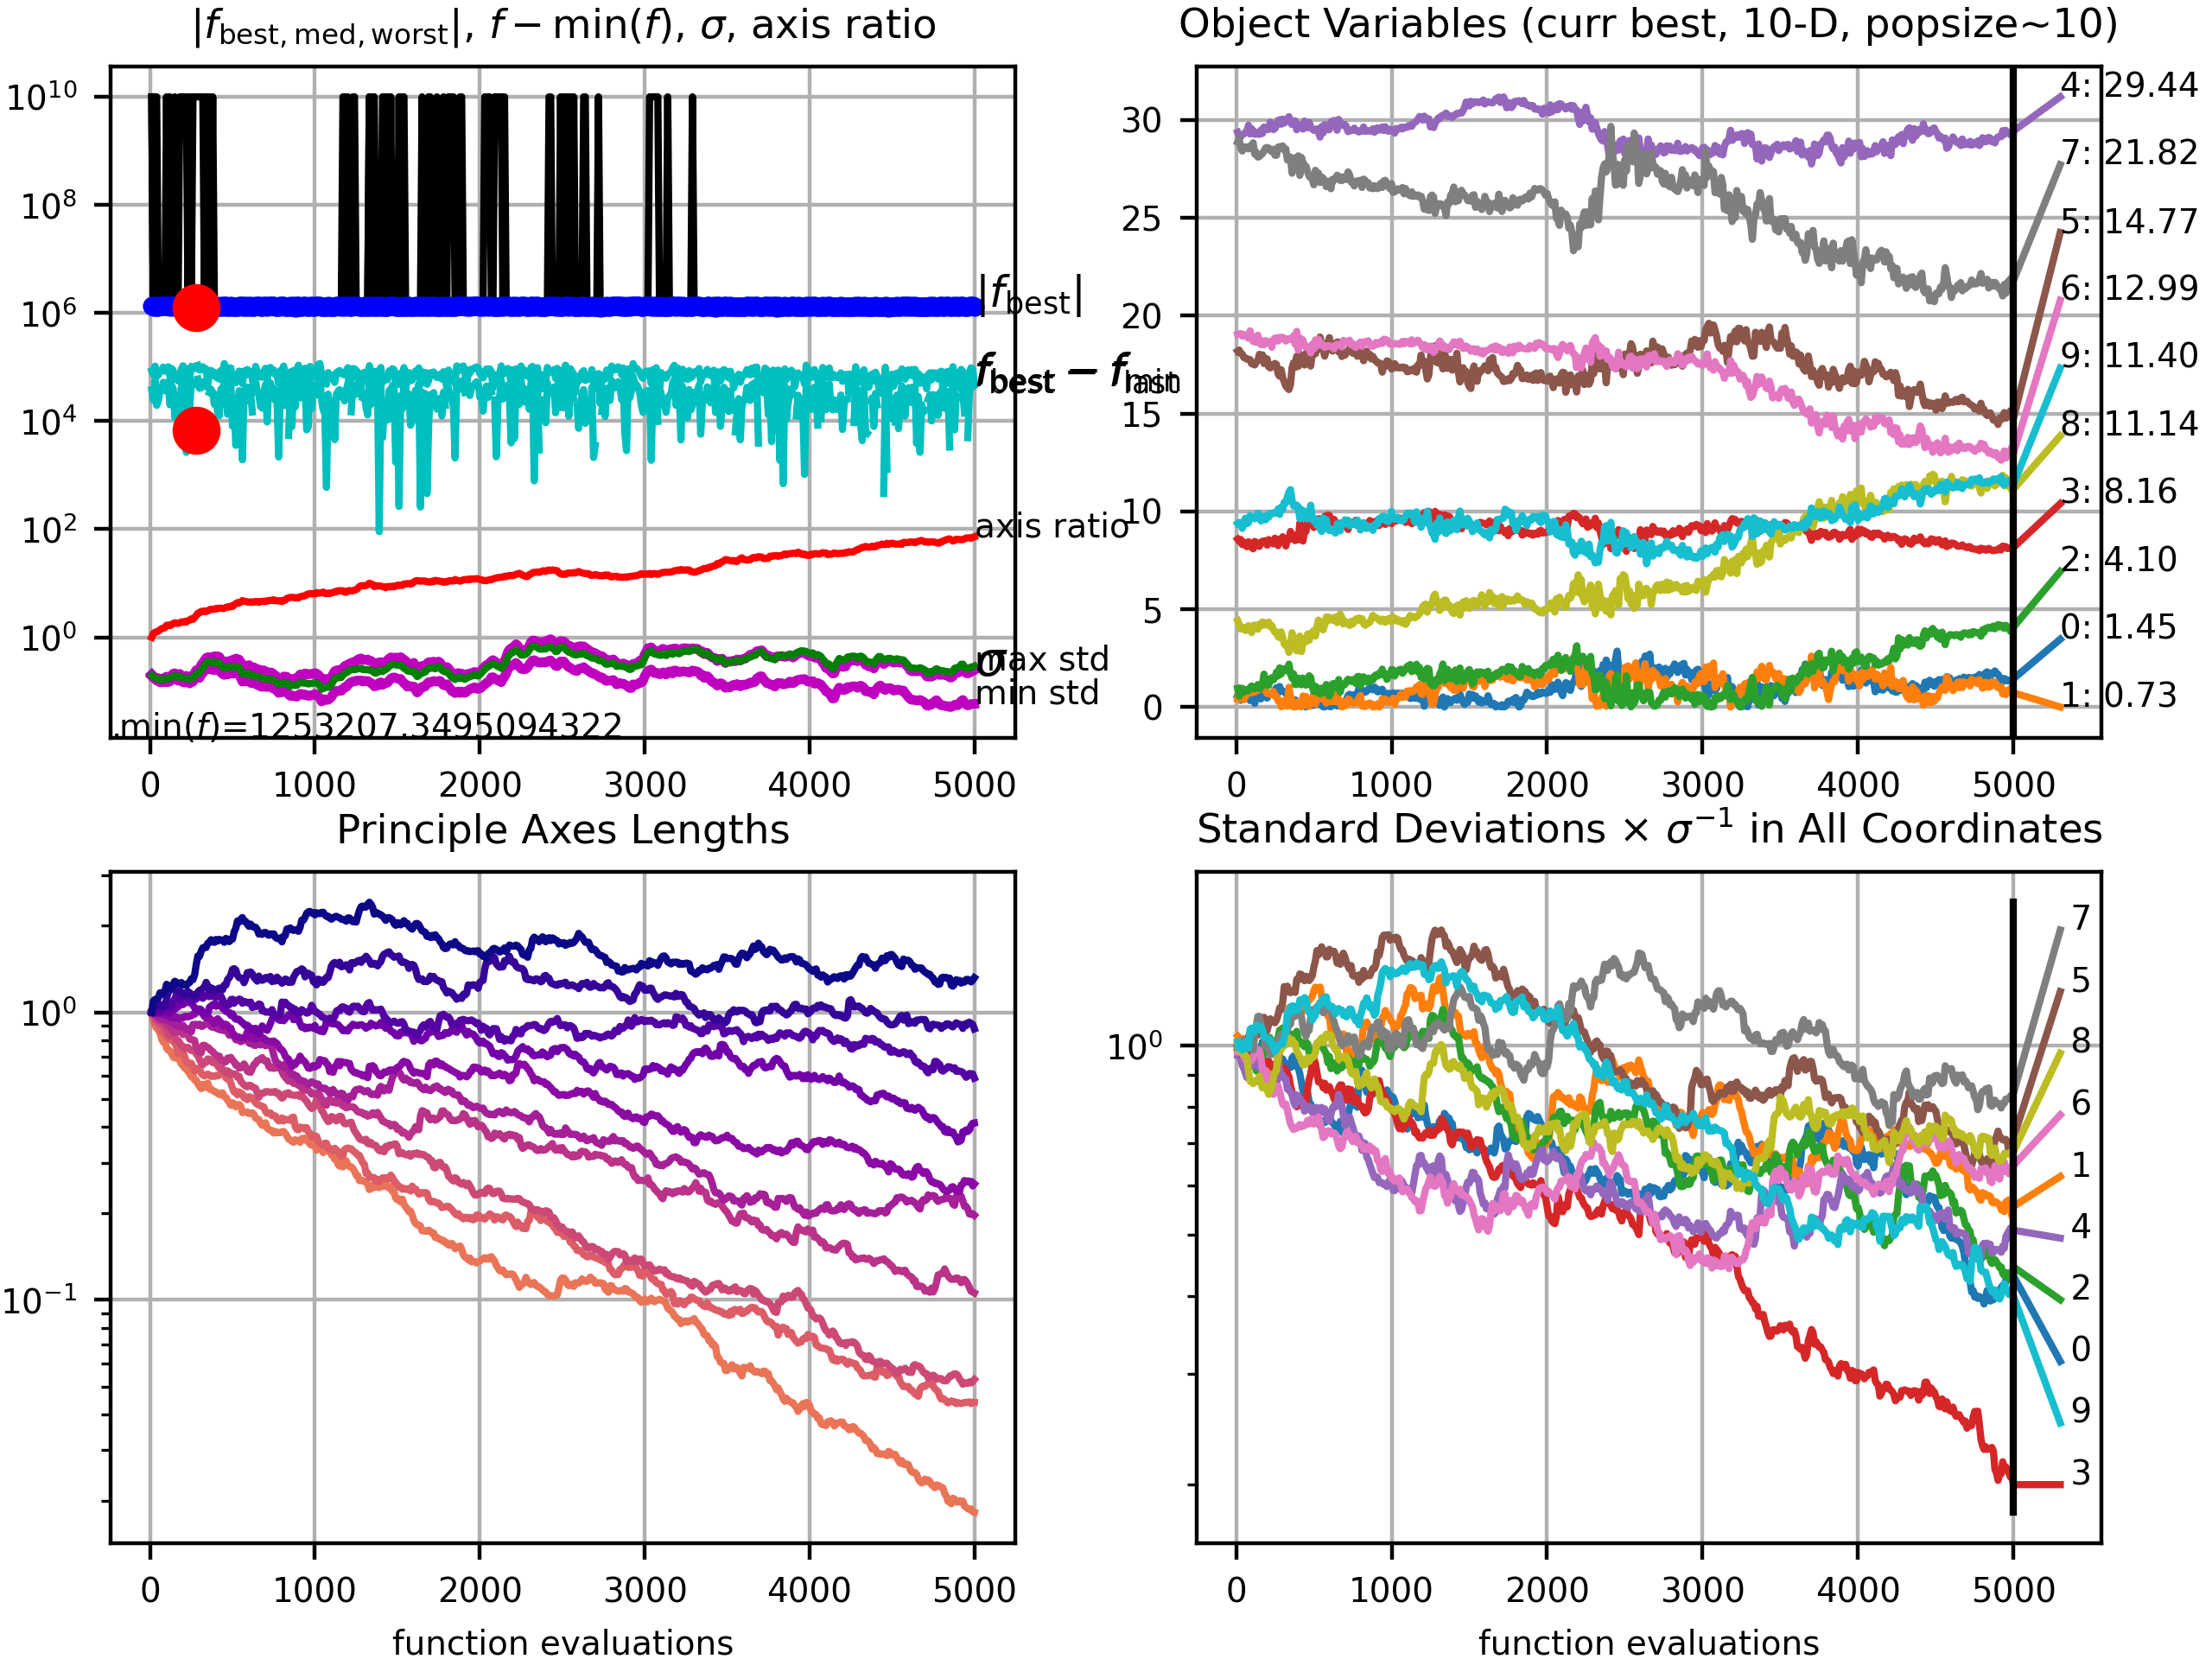 |f_best,med,worst|, f − min(f), σ, axis ratio
10^10
10^8
10^6
10^4
10^2
10^0
|f_best|
f_best − f_min
f_best − f_last
axis ratio
max std
σ
min std
.min(f)=1253207.3495094322
0 1000 2000 3000 4000 5000
Object Variables (curr best, 10-D, popsize~10)
30
25
20
15
10
5
0
4: 29.44
7: 21.82
5: 14.77
6: 12.99
9: 11.40
8: 11.14
3: 8.16
2: 4.10
0: 1.45
1: 0.73
0 1000 2000 3000 4000 5000
Principle Axes Lengths
10^0
10^−1
0 1000 2000 3000 4000 5000
function evaluations
Standard Deviations × σ^−1 in All Coordinates
10^0
7
5
8
6
1
4
2
0
9
3
0 1000 2000 3000 4000 5000
function evaluations